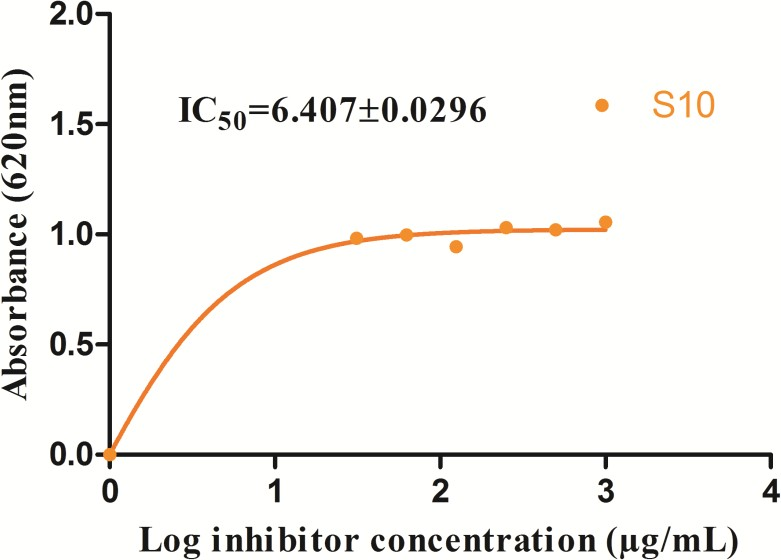 2.0
IC50=6.407±0.0296
S10
1.5
Absorbance (620nm)
1.0
0.5
0.0
0 1 2 3 4
Log inhibitor concentration (µg/mL)